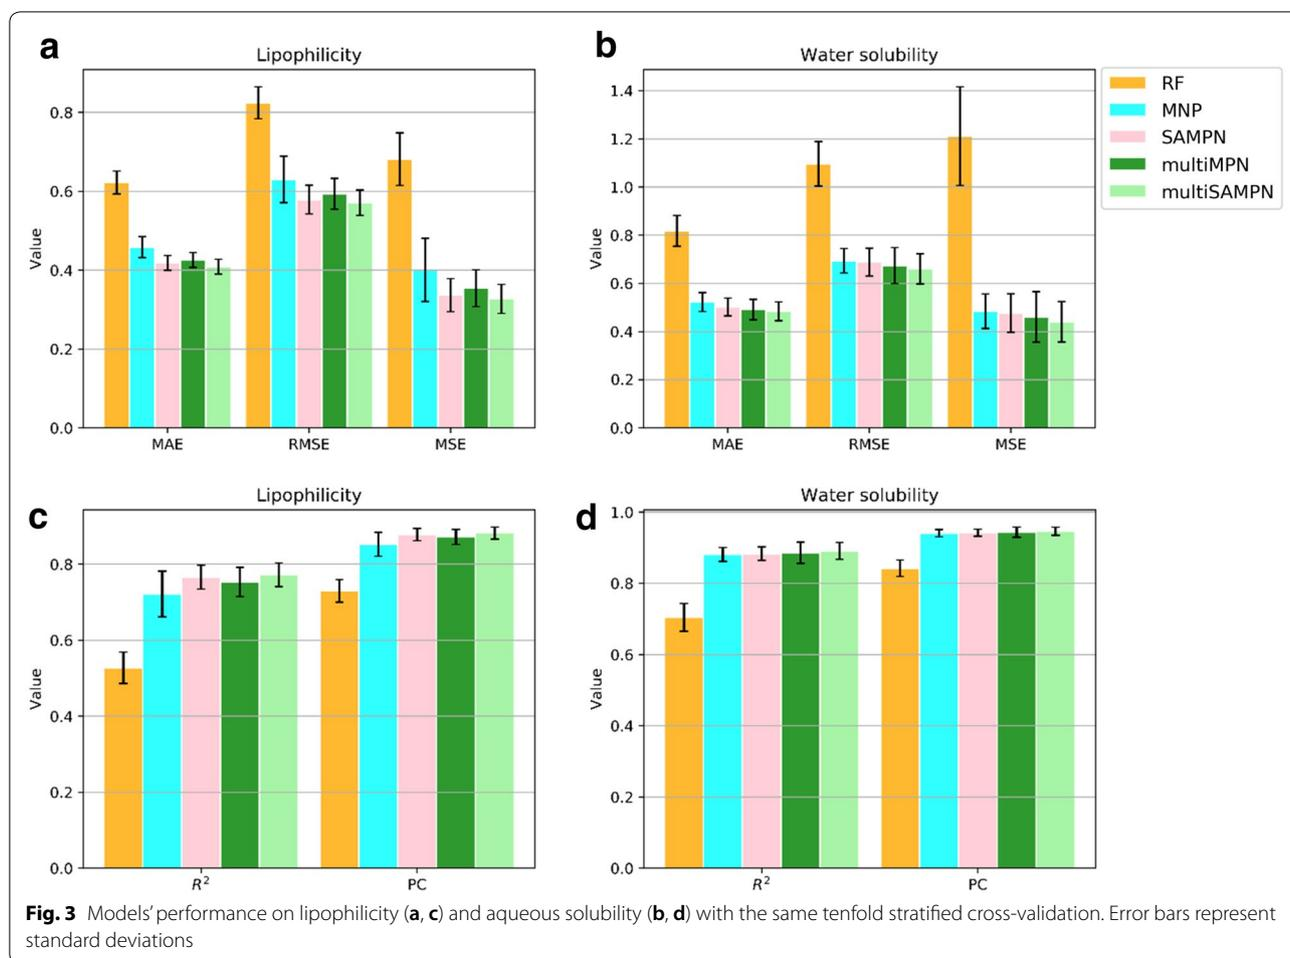 a
Lipophilicity
0.8
0.6
0.4
0.2
0.0
Value
MAE RMSE MSE
b
Water solubility
1.4
1.2
1.0
0.8
0.6
0.4
0.2
0.0
Value
MAE RMSE MSE
RF
MNP
SAMPN
multiMPN
multiSAMPN
c
Lipophilicity
0.8
0.6
0.4
0.2
0.0
Value
R² PC
d
Water solubility
1.0
0.8
0.6
0.4
0.2
0.0
Value
R² PC
Fig. 3 Models' performance on lipophilicity (a, c) and aqueous solubility (b, d) with the same tenfold stratified cross-validation. Error bars represent
standard deviations